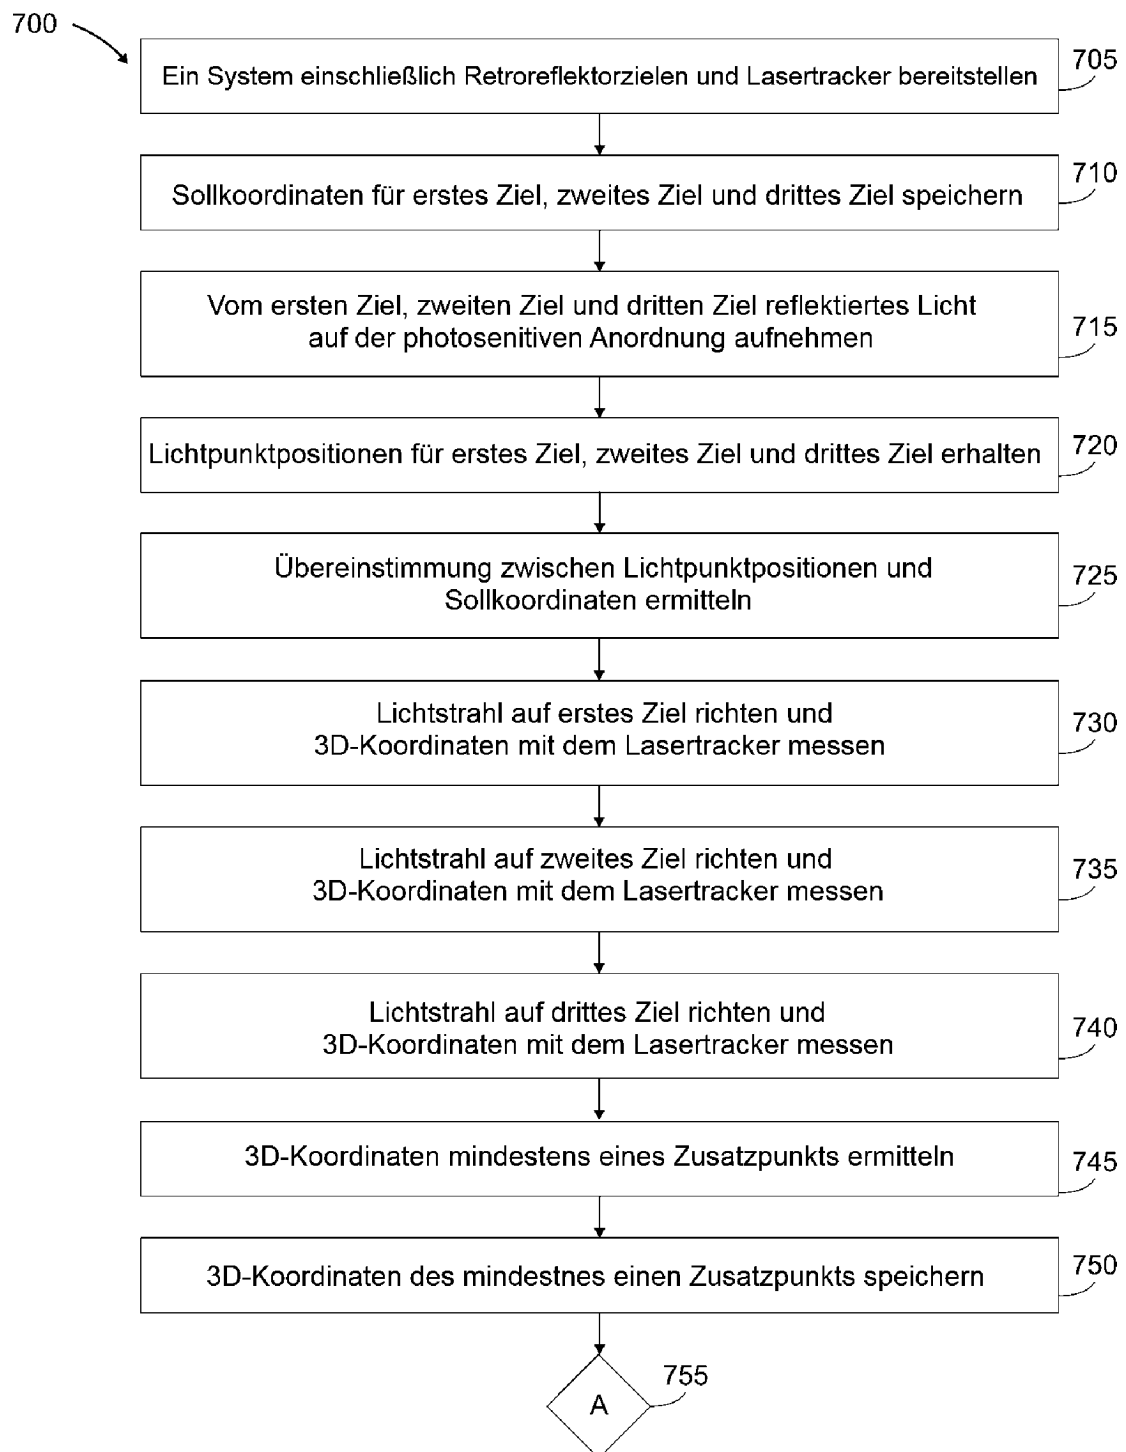 700
Ein System einschließlich Retroreflektorzielen und Lasertracker bereitstellen
705
Sollkoordinaten für erstes Ziel, zweites Ziel und drittes Ziel speichern
710
Vom ersten Ziel, zweiten Ziel und dritten Ziel reflektiertes Licht
auf der photosenitiven Anordnung aufnehmen
715
Lichtpunktpositionen für erstes Ziel, zweites Ziel und drittes Ziel erhalten
720
Übereinstimmung zwischen Lichtpunktpositionen und
Sollkoordinaten ermitteln
725
Lichtstrahl auf erstes Ziel richten und
3D-Koordinaten mit dem Lasertracker messen
730
Lichtstrahl auf zweites Ziel richten und
3D-Koordinaten mit dem Lasertracker messen
735
Lichtstrahl auf drittes Ziel richten und
3D-Koordinaten mit dem Lasertracker messen
740
3D-Koordinaten mindestens eines Zusatzpunkts ermitteln
745
3D-Koordinaten des mindestnes einen Zusatzpunkts speichern
750
A
755